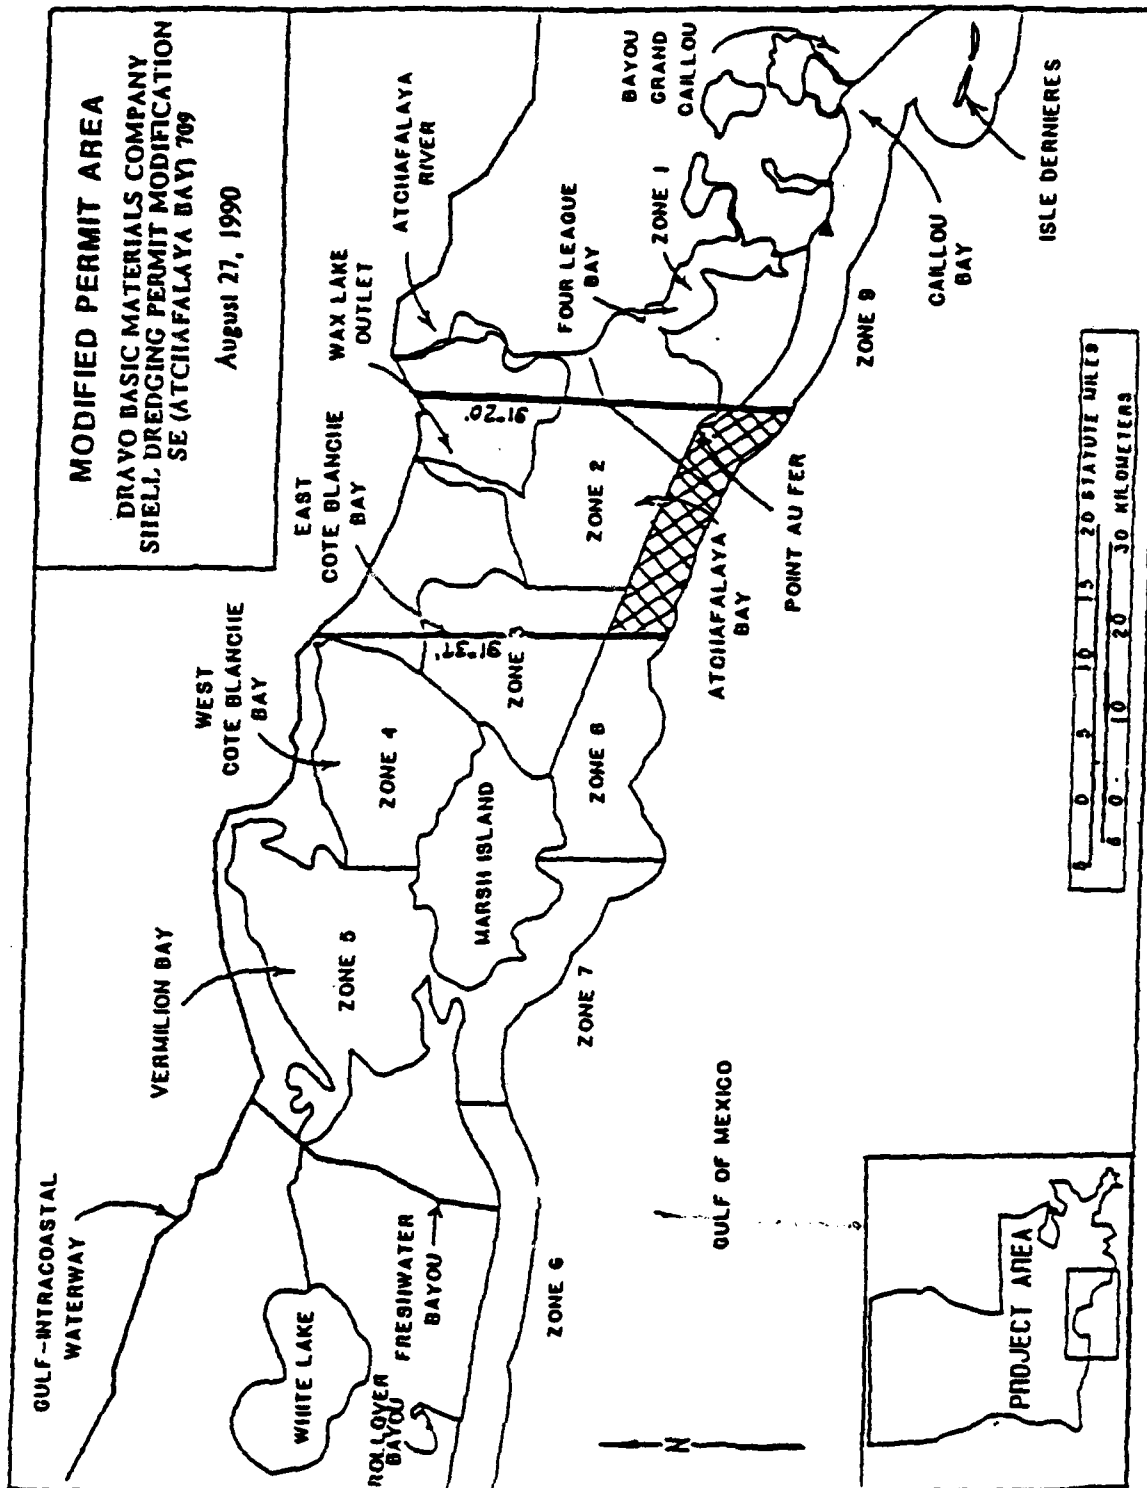 MODIFIED PERMIT AREA
DRAVO BASIC MATERIALS COMPANY
SHELL DREDGING PERMIT MODIFICATION
SE (ATCHAFALAYA BAY) 709
August 27, 1990
GULF-INTRACOASTAL
WATERWAY
VERMILION BAY
WEST
COTE BLANCHE
BAY
EAST
COTE BLANCHE
BAY
WAX LAKE
OUTLET
ATCHAFALAYA
RIVER
BAYOU
GRAND
CAILLOU
FOUR LEAGUE
BAY
ZONE 1
91°20'
91°37'
ZONE 2
ZONE 3
ZONE 4
ZONE 5
MARSH ISLAND
WHITE LAKE
ROLLOVER
BAYOU
FRESHWATER
BAYOU
ZONE 6
ZONE 7
ZONE 8
ZONE 9
ATCHAFALAYA
BAY
POINT AU FER
CAILLOU
BAY
ISLE DERNIERES
GULF OF MEXICO
N
PROJECT AREA
5 0 5 10 15 20 STATUTE MILES
5 0 10 20 30 KILOMETERS